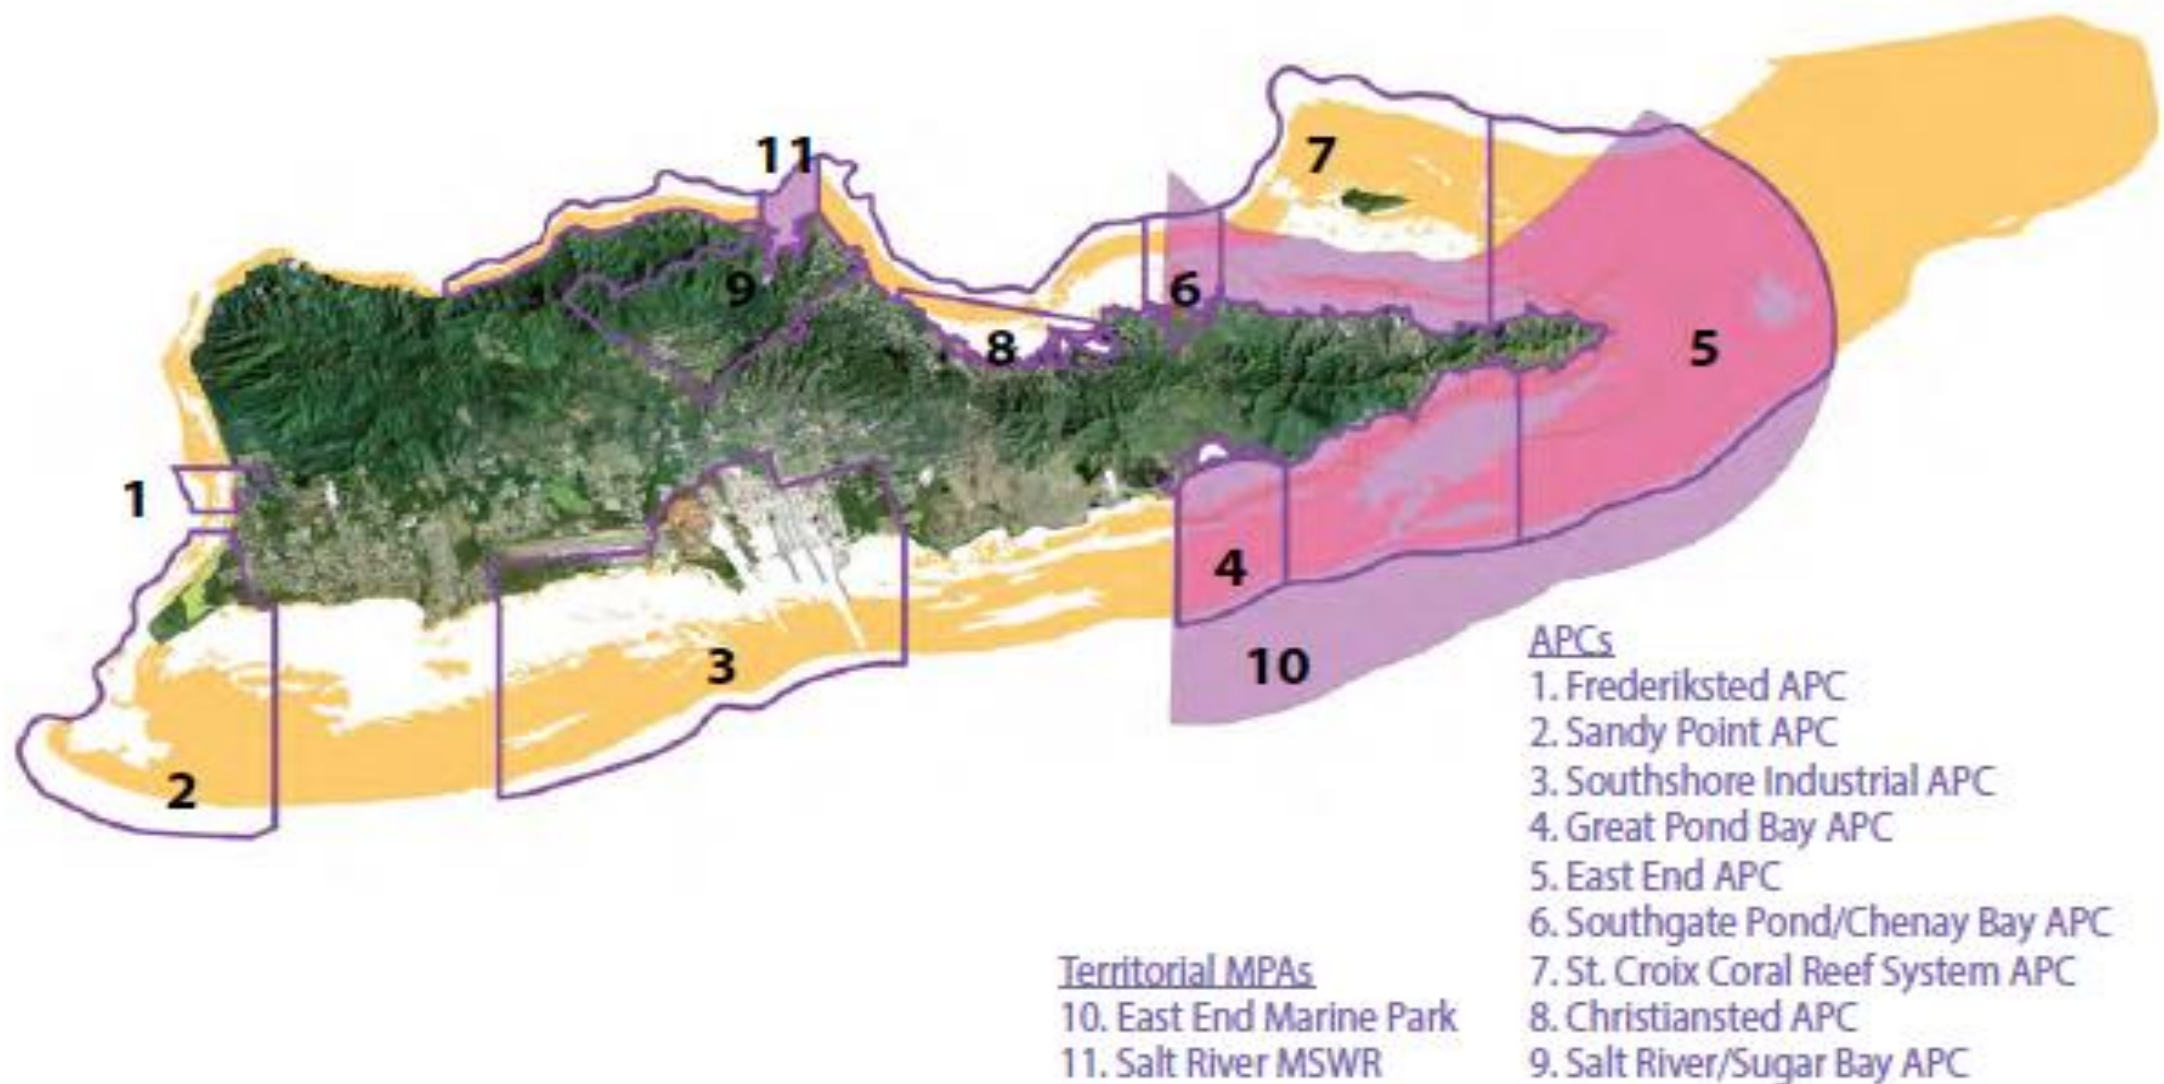 11
7
9
6
8
5
1
4
3
10
2
APCs
1. Frederiksted APC
2. Sandy Point APC
3. Southshore Industrial APC
4. Great Pond Bay APC
5. East End APC
6. Southgate Pond/Chenay Bay APC
7. St. Croix Coral Reef System APC
8. Christiansted APC
9. Salt River/Sugar Bay APC
Territorial MPAs
10. East End Marine Park
11. Salt River MSWR